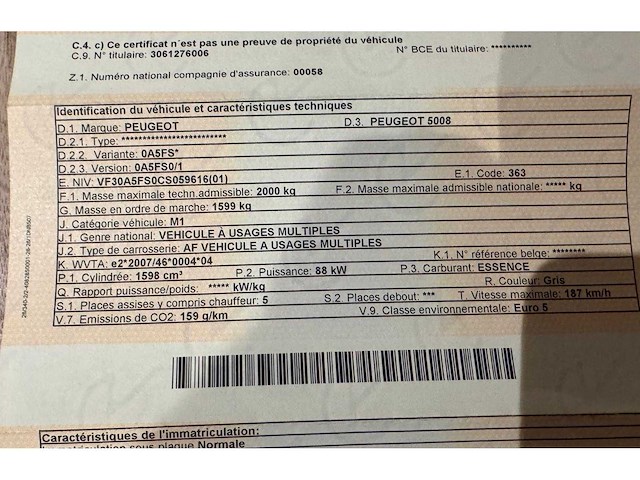 C.4. c) Ce certificat n'est pas une preuve de propriété du véhicule
C.9. N° titulaire: 3061276006 N° BCE du titulaire: **********
Z.1. Numéro national compagnie d'assurance: 00058
Identification du véhicule et caractéristiques techniques
D.1. Marque: PEUGEOT D.3. PEUGEOT 5008
D.2.1. Type: *************************
D.2.2. Variante: 0A5FS*
D.2.3. Version: 0A5FS0/1
E. NIV: VF30A5FS0CS059616(01) E.1. Code: 363
F.1. Masse maximale techn.admissible: 2000 kg F.2. Masse maximale admissible nationale: ***** kg
G. Masse en ordre de marche: 1599 kg
J. Catégorie véhicule: M1
J.1. Genre national: VEHICULE À USAGES MULTIPLES
J.2. Type de carrosserie: AF VEHICULE A USAGES MULTIPLES
K. WVTA: e2*2007/46*0004*04 K.1. N° référence belge: ********
P.1. Cylindrée: 1598 cm³ P.2. Puissance: 88 kW P.3. Carburant: ESSENCE
Q. Rapport puissance/poids: ***** kW/kg R. Couleur: Gris
S.1. Places assises y compris chauffeur: 5 S.2. Places debout: *** T. Vitesse maximale: 187 km/h
V.7. Emissions de CO2: 159 g/km V.9. Classe environnementale: Euro 5
Caractéristiques de l'immatriculation:
Immatriculation sous plaque Normale